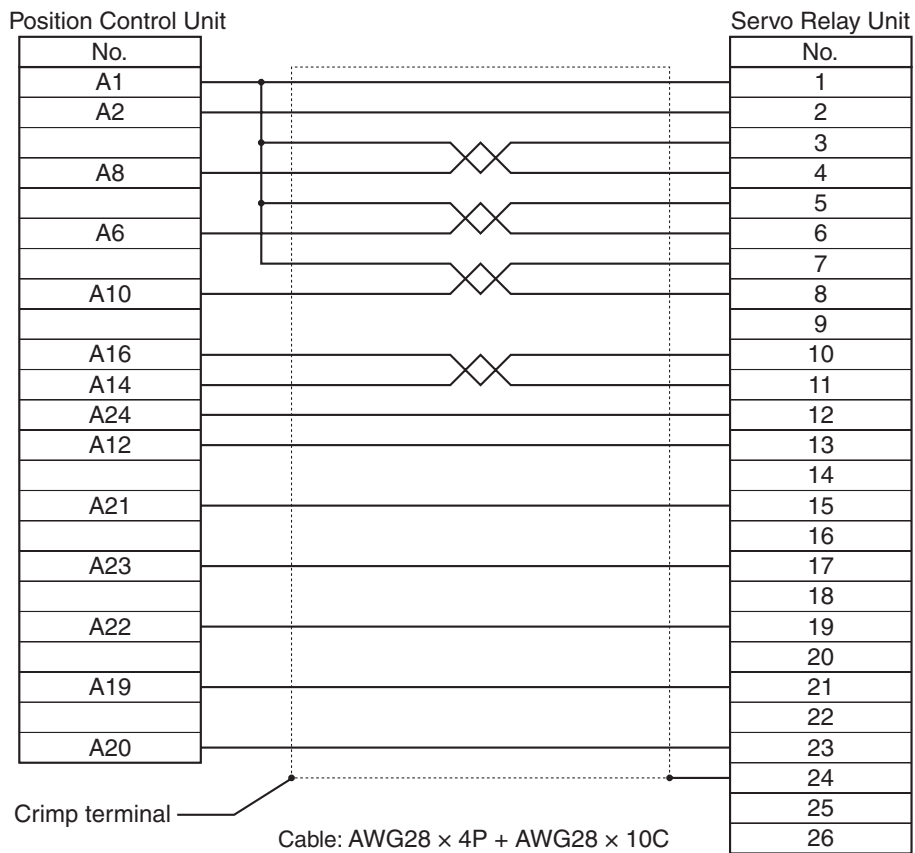 Position Control Unit Servo Relay Unit
No. No.
A1 1
A2 2
3
A8 4
5
A6 6
7
A10 8
9
A16 10
A14 11
A24 12
A12 13
14
A21 15
16
A23 17
18
A22 19
20
A19 21
22
A20 23
24
Crimp terminal 25
Cable: AWG28 × 4P + AWG28 × 10C 26